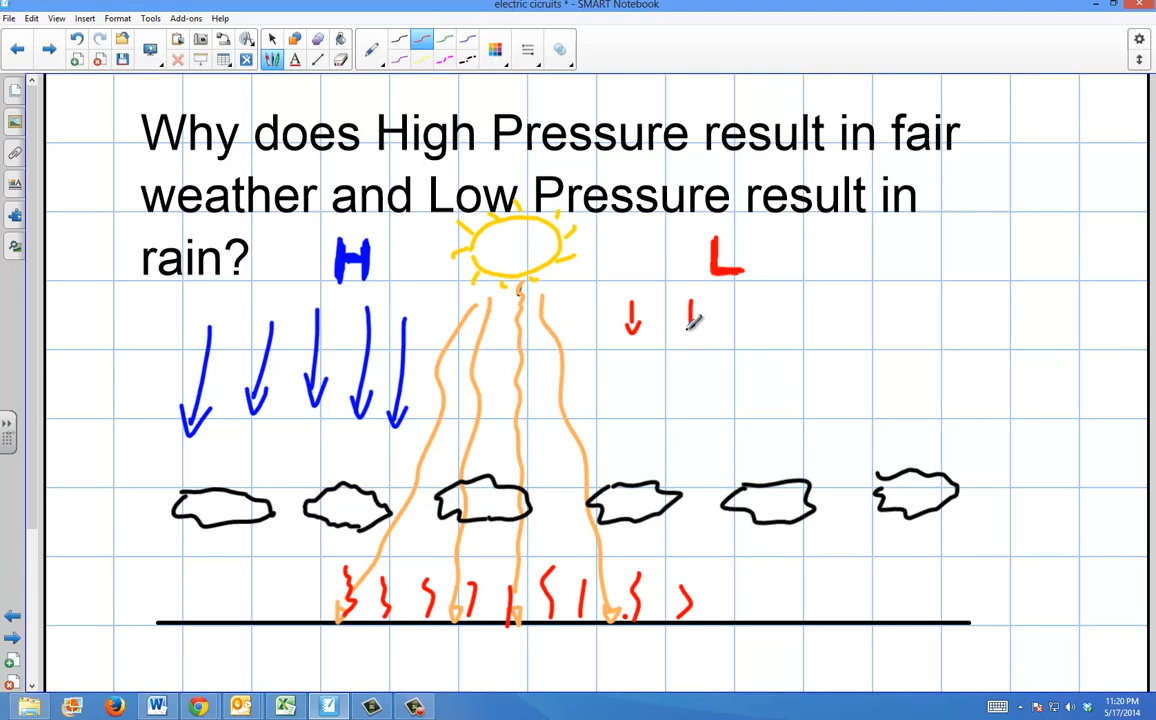 electric cicruits * - SMART Notebook
File Edit View Insert Format Tools Add-ons Help
Why does High Pressure result in fair
weather and Low Pressure result in
rain?
H
L
11:20 PM
5/17/2014